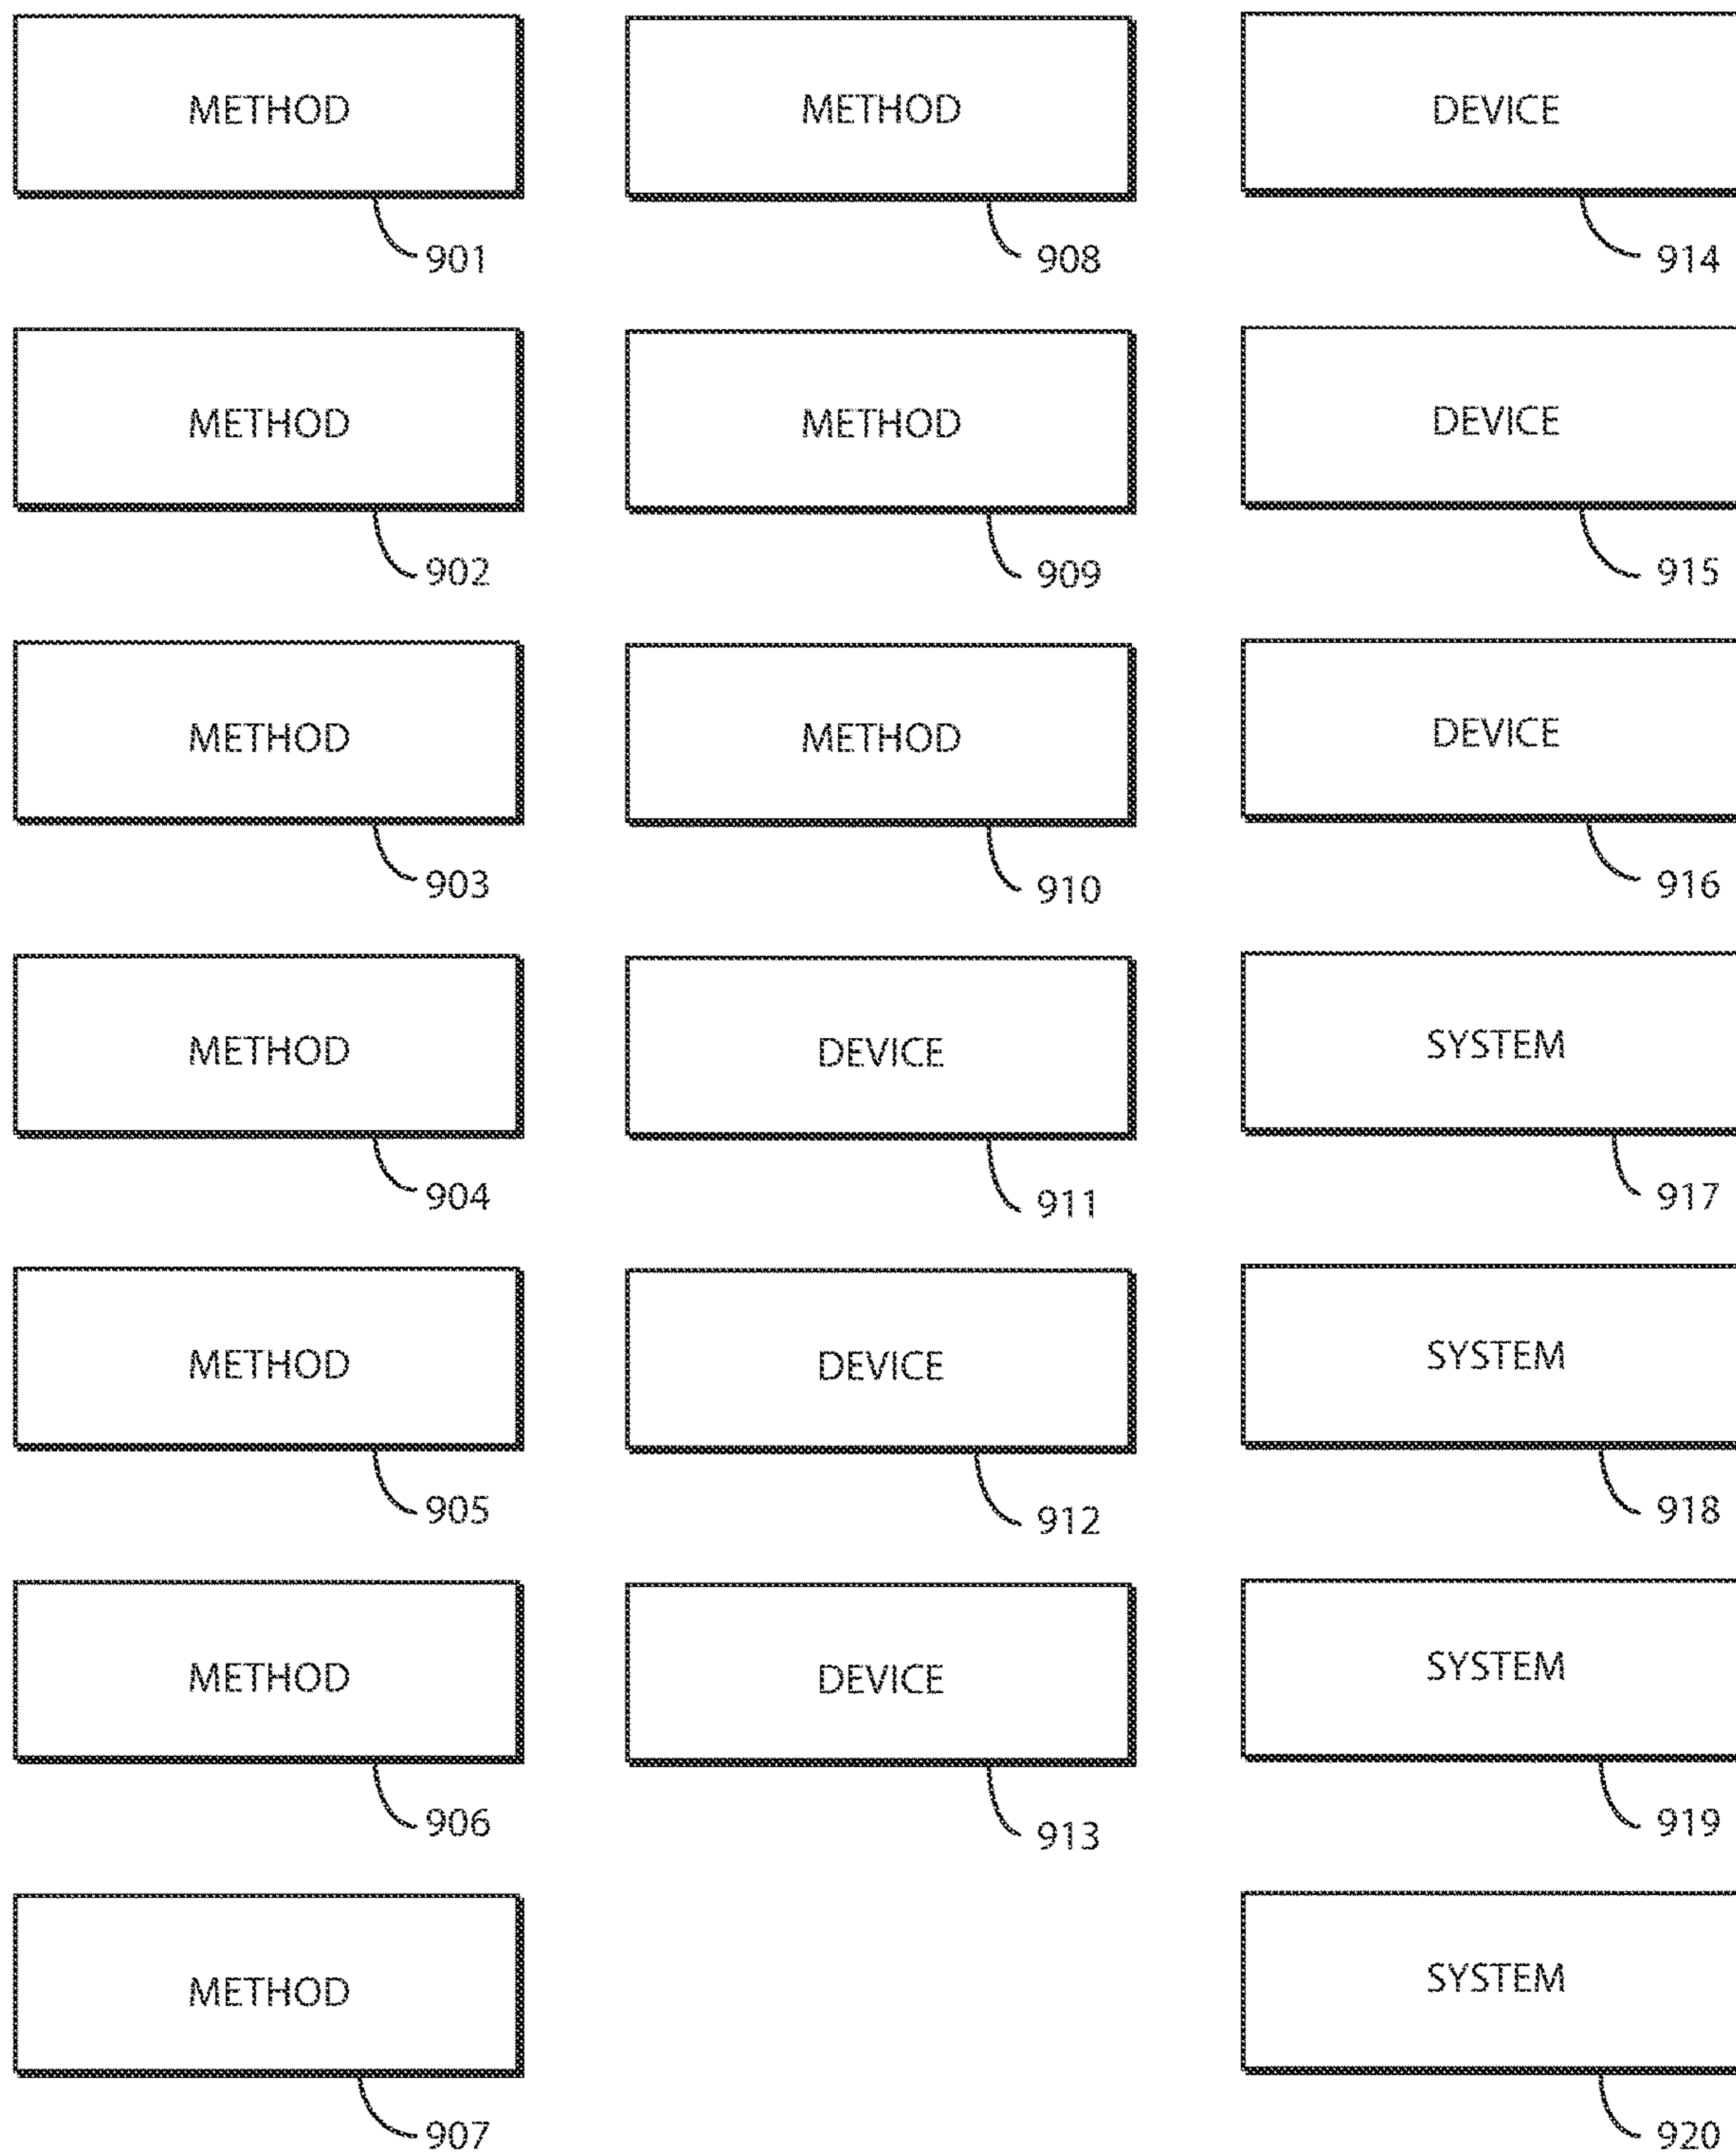 METHOD
901
METHOD
902
METHOD
903
METHOD
904
METHOD
905
METHOD
906
METHOD
907
METHOD
908
METHOD
909
METHOD
910
DEVICE
911
DEVICE
912
DEVICE
913
DEVICE
914
DEVICE
915
DEVICE
916
SYSTEM
917
SYSTEM
918
SYSTEM
919
SYSTEM
920